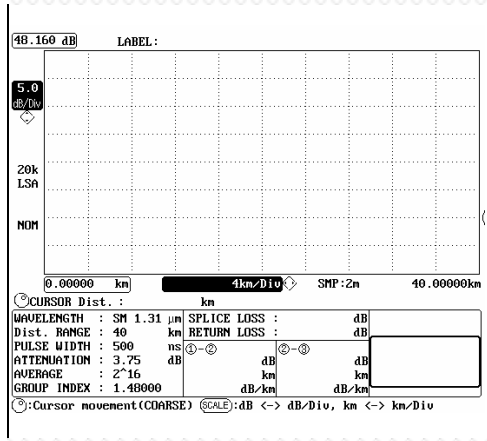 48.160 dB LABEL:
5.0
dB/Div
20k
LSA
NOM
0.00000 km 4km/Div SMP:2m 40.00000km
CURSOR Dist. : km
WAVELENGTH : SM 1.31 μm SPLICE LOSS : dB
Dist. RANGE : 40 km RETURN LOSS : dB
PULSE WIDTH : 500 ns ①-② ②-③
ATTENUATION : 3.75 dB dB dB
AVERAGE : 2^16 km km
GROUP INDEX : 1.48000 dB/km dB/km
:Cursor movement(COARSE) (SCALE):dB <-> dB/Div, km <-> km/Div